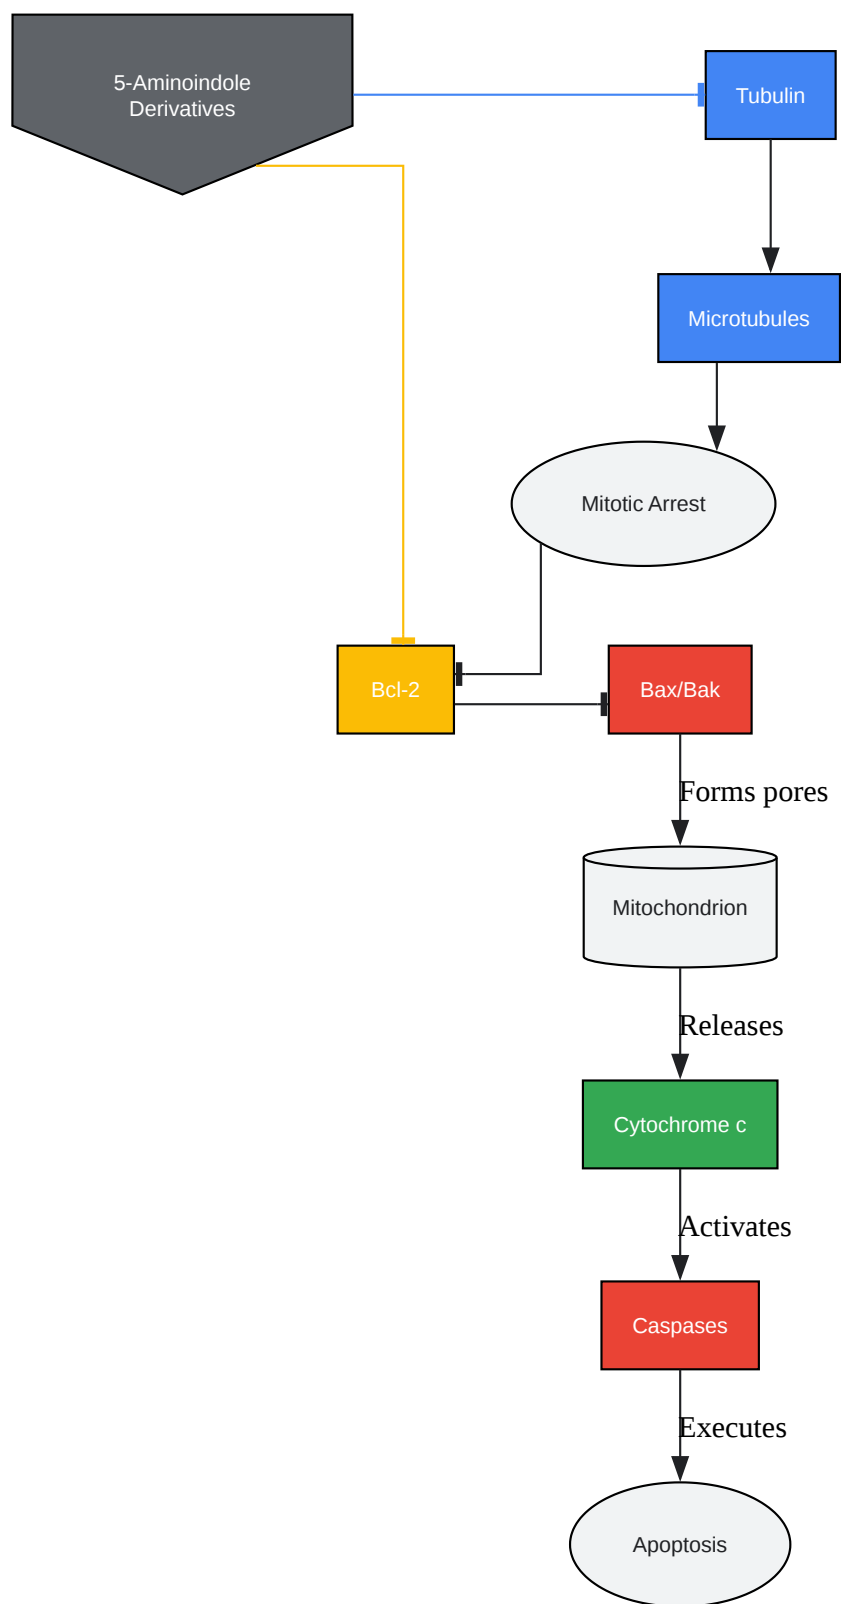 5-Aminoindole
Derivatives
Tubulin
Microtubules
Mitotic Arrest
Bcl-2
Bax/Bak
Forms pores
Mitochondrion
Releases
Cytochrome c
Activates
Caspases
Executes
Apoptosis